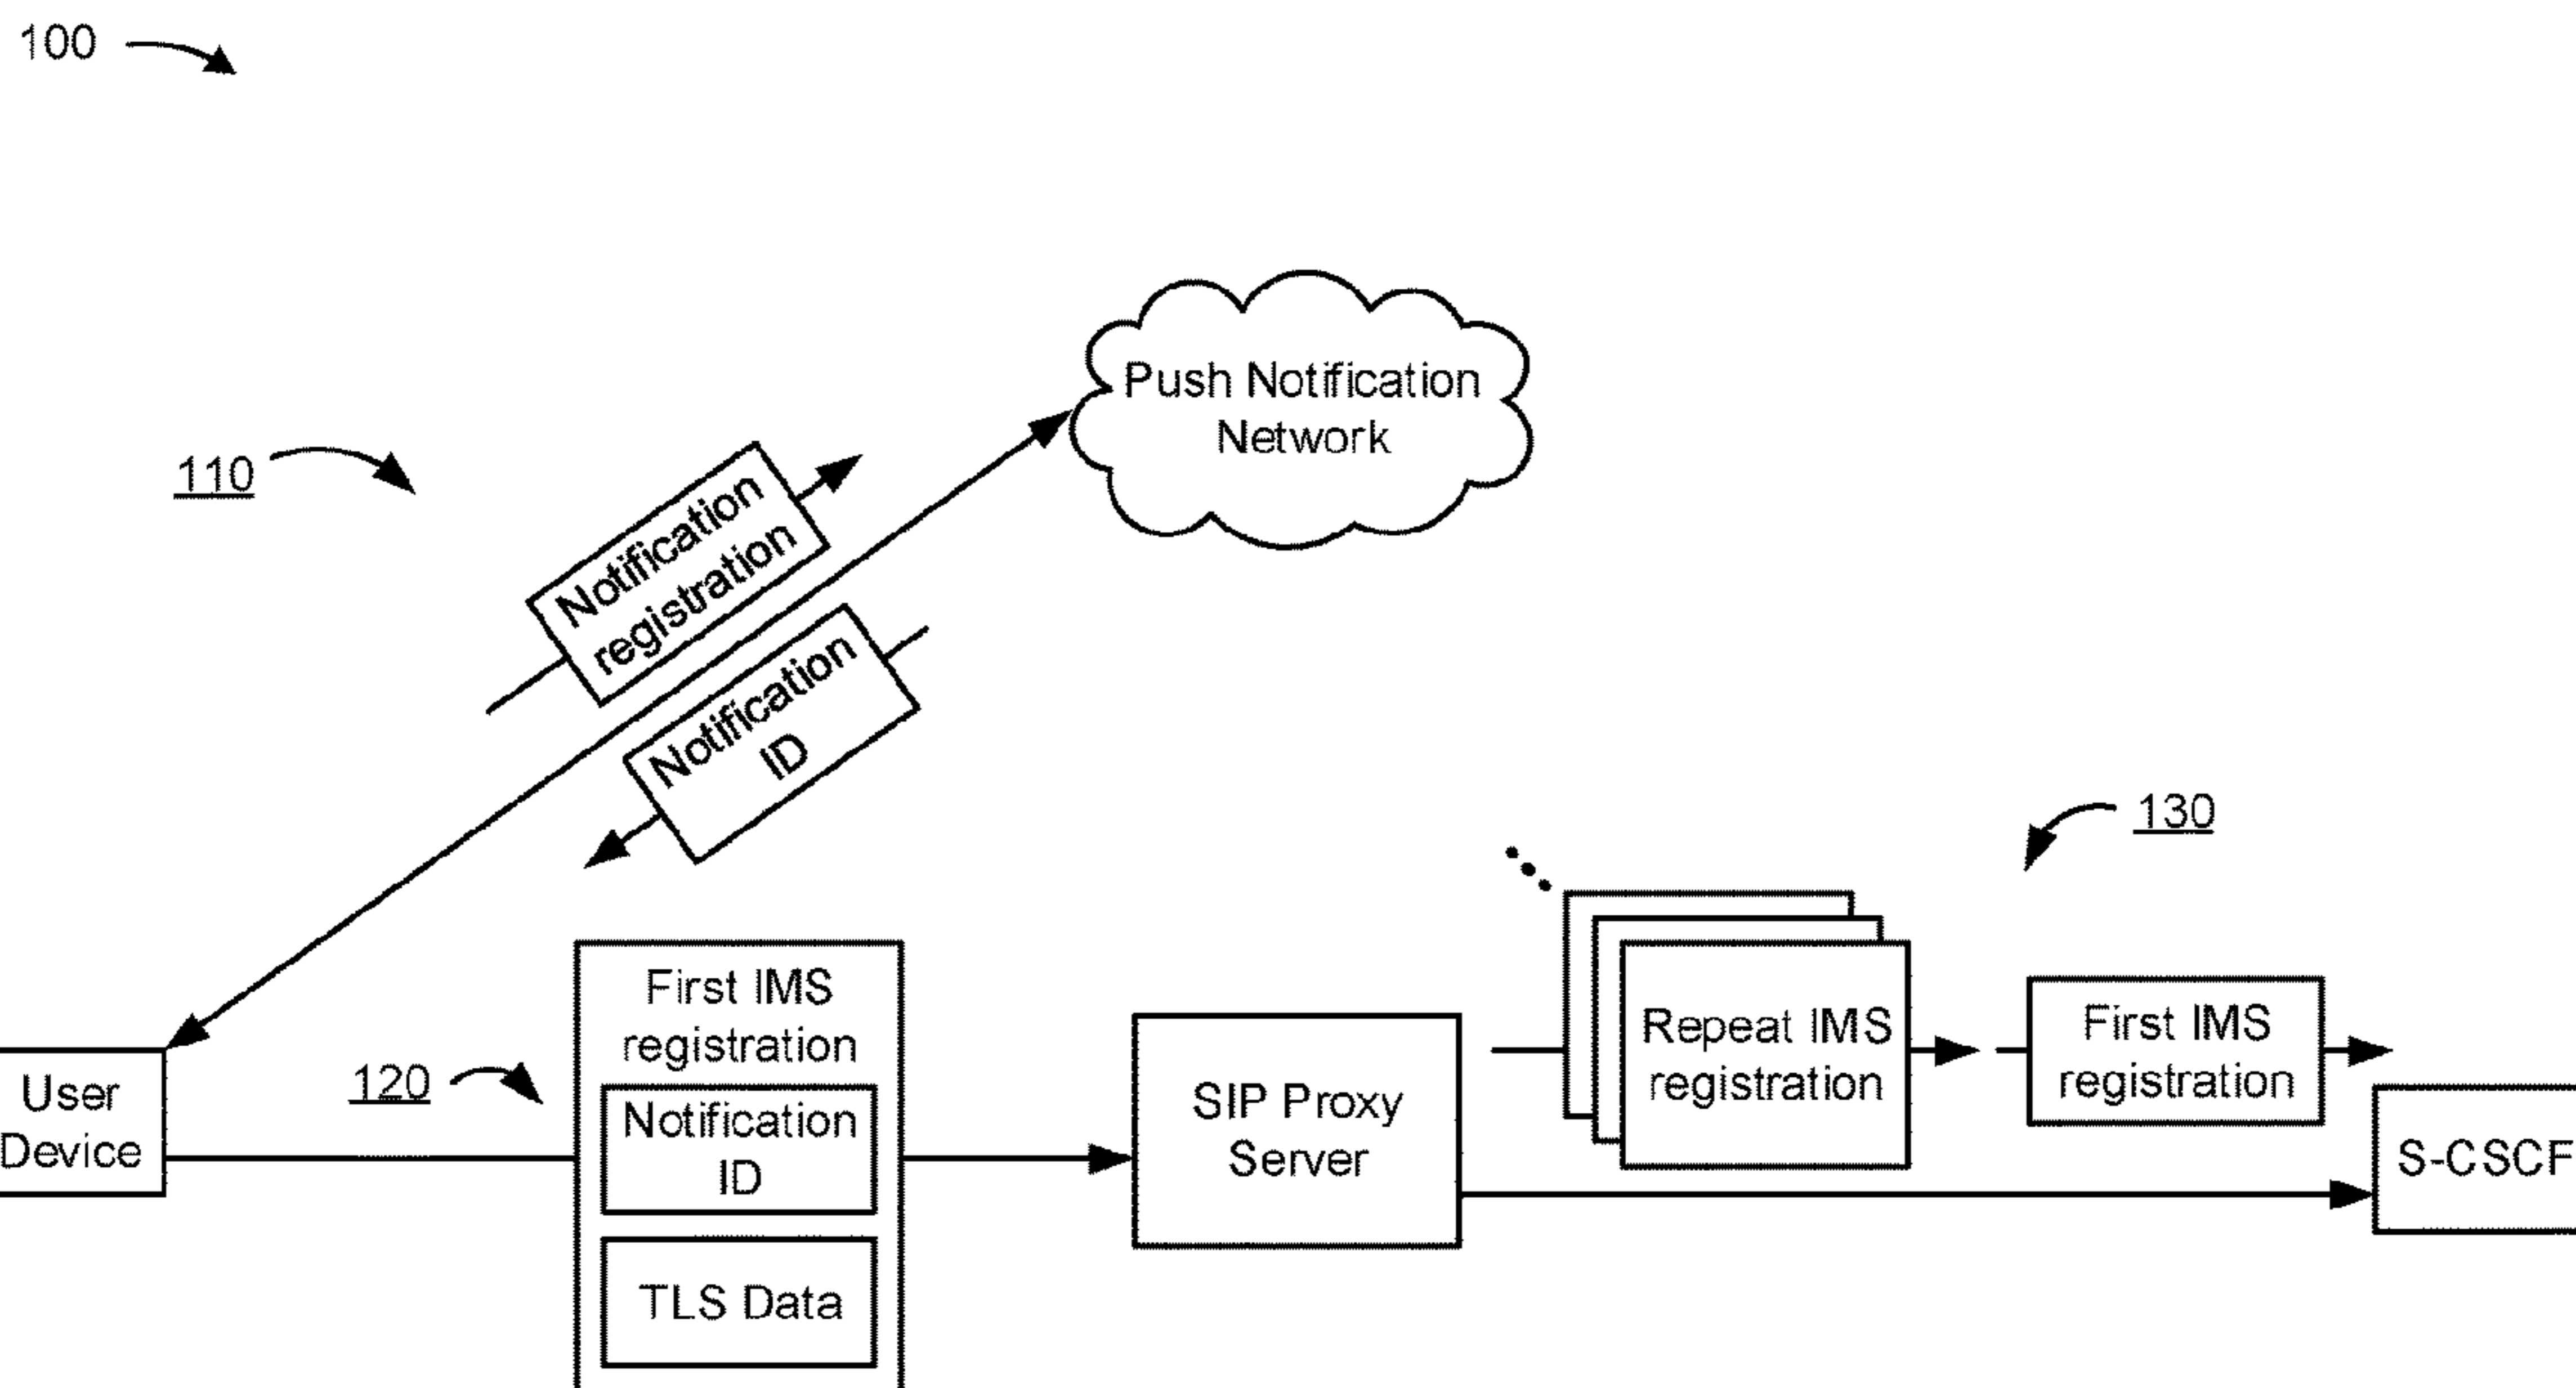 100
Push Notification
Network
110
Notification
registration
Notification
ID
130
First IMS
registration
Notification
ID
TLS Data
120
User
Device
SIP Proxy
Server
Repeat IMS
registration
First IMS
registration
S-CSCF